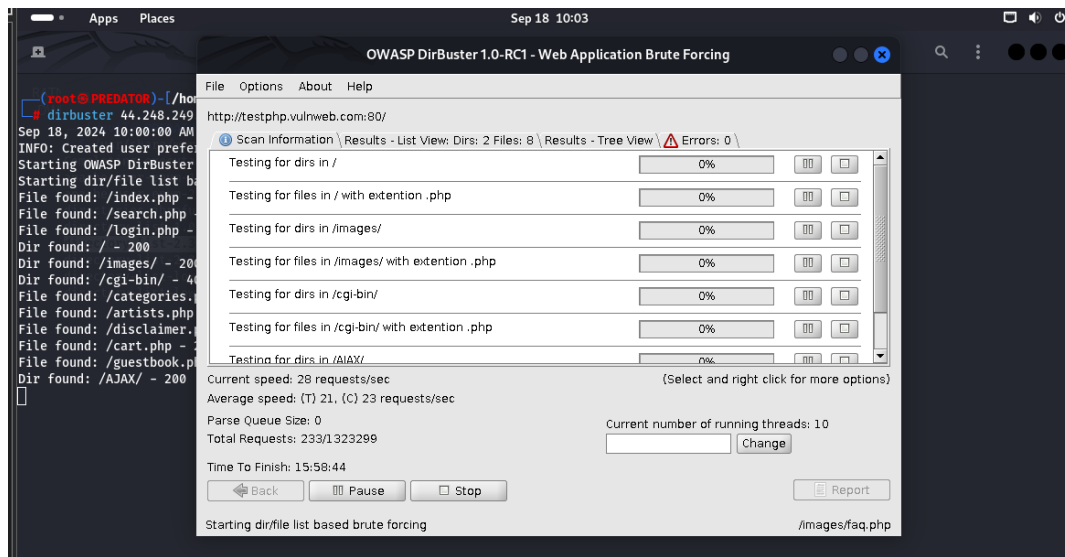 Apps Places Sep 18 10:03
OWASP DirBuster 1.0-RC1 - Web Application Brute Forcing
(root㉿PREDATOR)-[/ho
# dirbuster 44.248.249
Sep 18, 2024 10:00:00 AM
INFO: Created user prefe
Starting OWASP DirBuster
Starting dir/file list ba
File found: /index.php -
File found: /search.php -
File found: /login.php -
Dir found: / - 200
Dir found: /images/ - 200
Dir found: /cgi-bin/ - 4
File found: /categories.p
File found: /artists.php
File found: /disclaimer.p
File found: /cart.php - 2
File found: /guestbook.ph
Dir found: /AJAX/ - 200
File Options About Help
http://testphp.vulnweb.com:80/
Scan Information \ Results - List View: Dirs: 2 Files: 8 \ Results - Tree View \ Errors: 0 \
Testing for dirs in / 0%
Testing for files in / with extention .php 0%
Testing for dirs in /images/ 0%
Testing for files in /images/ with extention .php 0%
Testing for dirs in /cgi-bin/ 0%
Testing for files in /cgi-bin/ with extention .php 0%
Testing for dirs in /AJAX/ 0%
Current speed: 28 requests/sec (Select and right click for more options)
Average speed: (T) 21, (C) 23 requests/sec
Parse Queue Size: 0
Total Requests: 233/1323299
Current number of running threads: 10
Change
Time To Finish: 15:58:44
Back Pause Stop Report
Starting dir/file list based brute forcing /images/faq.php